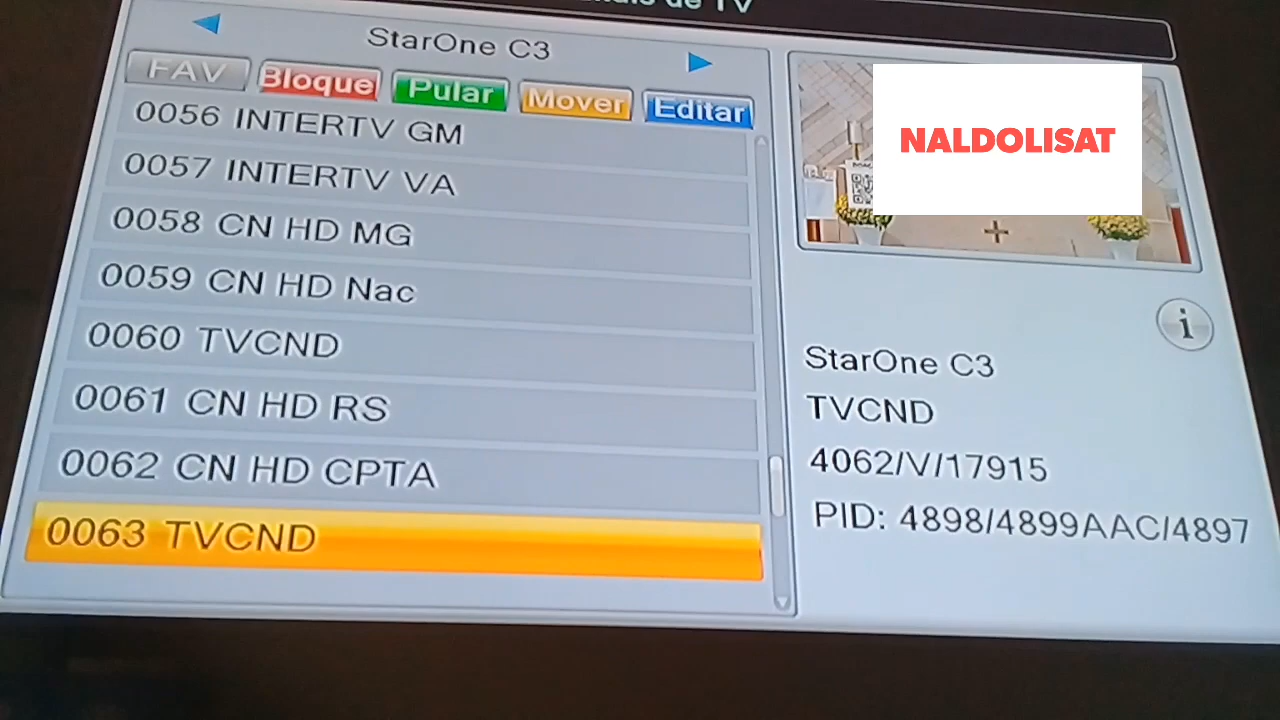 de TV
StarOne C3
FAV Bloque Pular Mover Editar
0056 INTERTV GM
0057 INTERTV VA
0058 CN HD MG
0059 CN HD Nac
0060 TVCND
0061 CN HD RS
0062 CN HD CPTA
0063 TVCND
NALDOLISAT
StarOne C3
TVCND
4062/V/17915
PID: 4898/4899AAC/4897